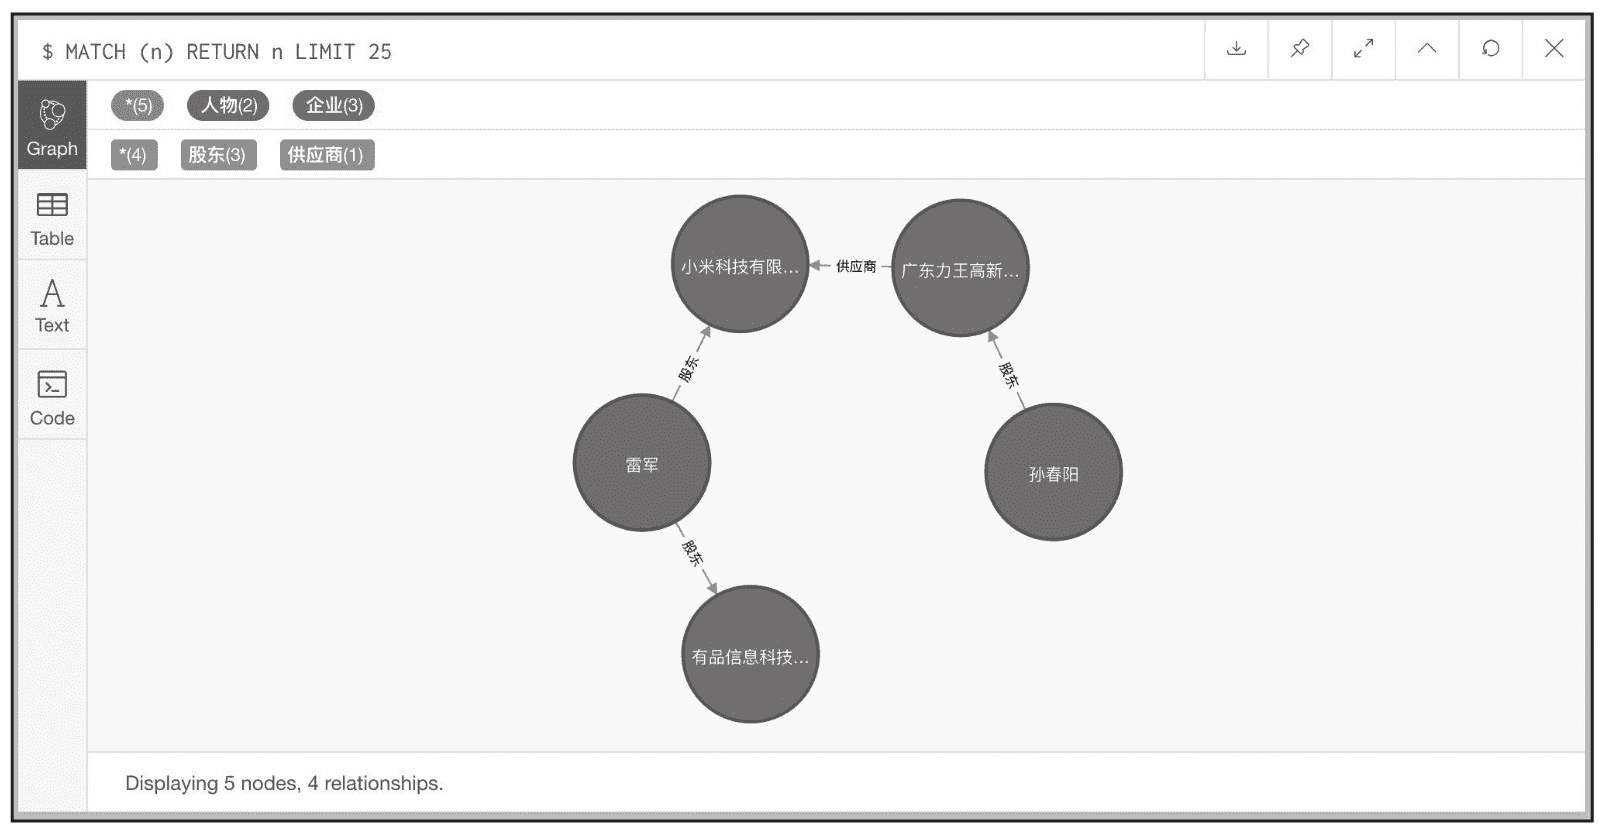 $ MATCH (n) RETURN n LIMIT 25
*(5) 人物(2) 企业(3)
Graph
*(4) 股东(3) 供应商(1)
Table
Text
Code
小米科技有限...
供应商
广东力王高新...
股东
股东
雷军
孙春阳
股东
有品信息科技...
Displaying 5 nodes, 4 relationships.